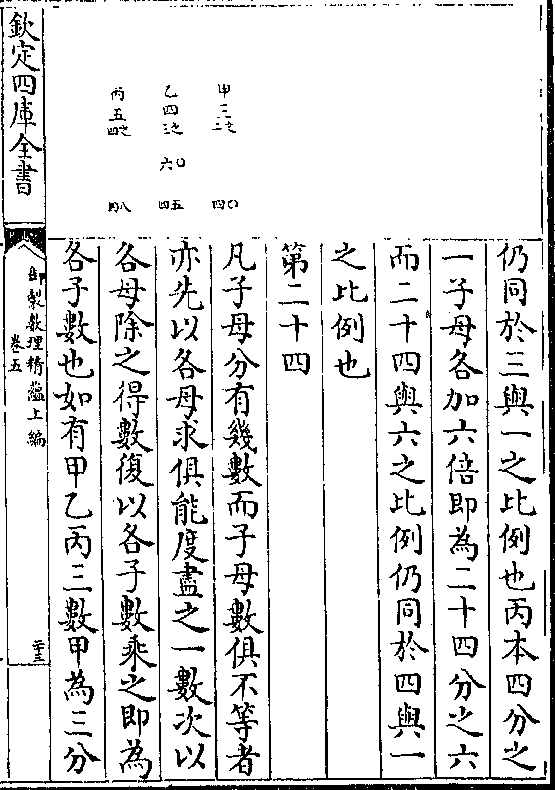 仍同於三與一之比例也丙本四分之
一子母各加六倍即為二十四分之六
而二十四與六之比例仍同於四與一
之比例也
第二十四
凡子母分有幾數而子母數俱不等者
亦先以各母求俱能度盡之一數次以
各母除之得數復以各子數乘之即為
各子數也如有甲乙丙三數甲為三分
甲三之二 四〇
乙四之三 六〇 四五
丙五之四 四八
欽定四庫全書
御製數理精蘊上編
卷五
二十三